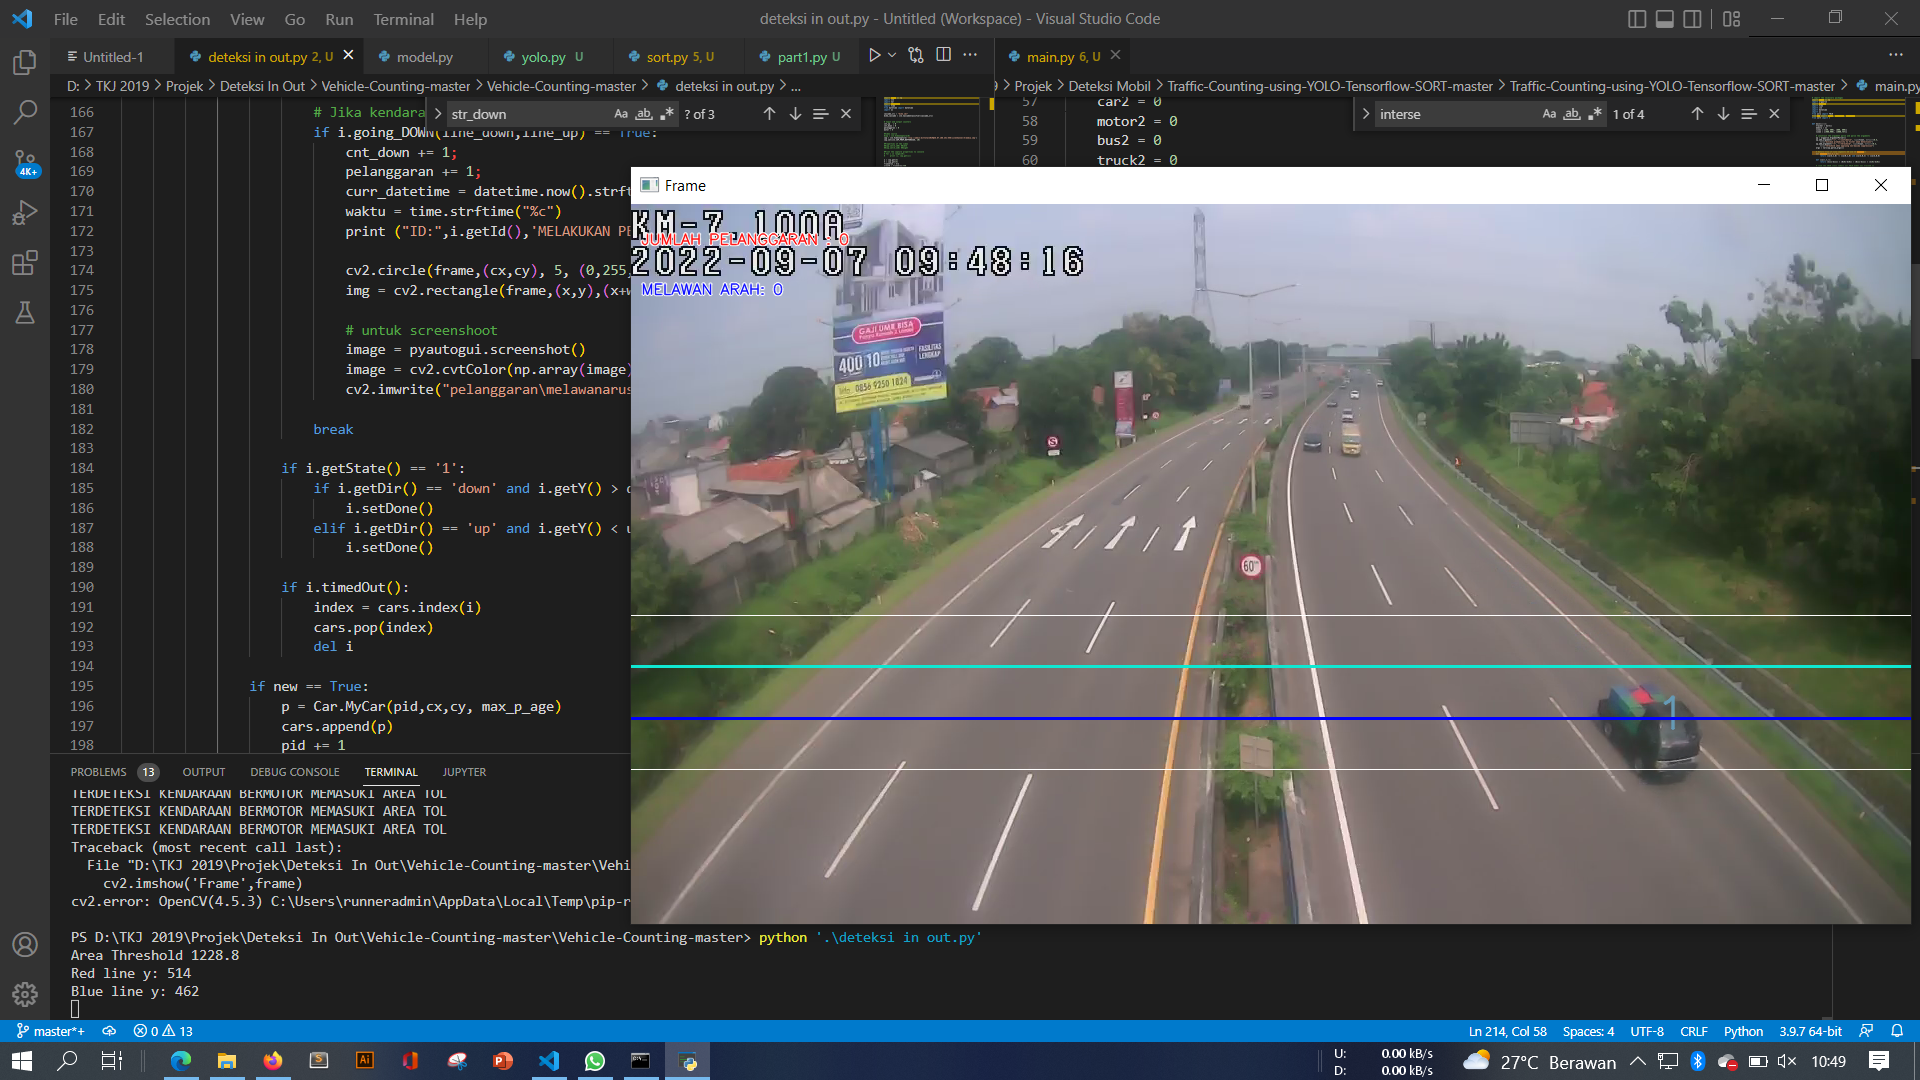 File Edit Selection View Go Run Terminal Help
deteksi in out.py - Untitled (Workspace) - Visual Studio Code
Untitled-1
deteksi in out.py 2, U
model.py
yolo.py U
sort.py 5, U
part1.py U
main.py 6, U
D: > TKJ 2019 > Projek > Deteksi In Out > Vehicle-Counting-master > Vehicle-Counting-master > deteksi in out.py > ...
> Projek > Deteksi Mobil > Traffic-Counting-using-YOLO-Tensorflow-SORT-master > Traffic-Counting-using-YOLO-Tensorflow-SORT-master > main.py
str_down
Aa ab
? of 3
interse
Aa ab
1 of 4
166 # Jika kendara
167 if i.going_DOWN(line_down,line_up) == True:
168 cnt_down += 1;
169 pelanggaran += 1;
170 curr_datetime = datetime.now().strft
171 waktu = time.strftime("%c")
172 print ("ID:",i.getId(),'MELAKUKAN PE
173
174 cv2.circle(frame,(cx,cy), 5, (0,255,
175 img = cv2.rectangle(frame,(x,y),(x+w
176
177 # untuk screenshoot
178 image = pyautogui.screenshot()
179 image = cv2.cvtColor(np.array(image)
180 cv2.imwrite("pelanggaran\melawanarus
181
182 break
183
184 if i.getState() == '1':
185 if i.getDir() == 'down' and i.getY() > d
186 i.setDone()
187 elif i.getDir() == 'up' and i.getY() < u
188 i.setDone()
189
190 if i.timedOut():
191 index = cars.index(i)
192 cars.pop(index)
193 del i
194
195 if new == True:
196 p = Car.MyCar(pid,cx,cy, max_p_age)
197 cars.append(p)
198 pid += 1
57 car2 = 0
58 motor2 = 0
59 bus2 = 0
60 truck2 = 0
Frame
KM-7.100A
JUMLAH PELANGGARAN : 0
2022-09-07 09:48:16
MELAWAN ARAH: 0
GAJI UMR BISA
400 10
FASILITAS
LENGKAP
0856 9250 1824
S
60
1
PROBLEMS 13 OUTPUT DEBUG CONSOLE TERMINAL JUPYTER
TERDETEKSI KENDARAAN BERMOTOR MEMASUKI AREA TOL
TERDETEKSI KENDARAAN BERMOTOR MEMASUKI AREA TOL
TERDETEKSI KENDARAAN BERMOTOR MEMASUKI AREA TOL
Traceback (most recent call last):
File "D:\TKJ 2019\Projek\Deteksi In Out\Vehicle-Counting-master\Vehi
cv2.imshow('Frame',frame)
cv2.error: OpenCV(4.5.3) C:\Users\runneradmin\AppData\Local\Temp\pip-r
PS D:\TKJ 2019\Projek\Deteksi In Out\Vehicle-Counting-master\Vehicle-Counting-master> python '.\deteksi in out.py'
Area Threshold 1228.8
Red line y: 514
Blue line y: 462
4K+
master*+ 0 13
Ln 214, Col 58 Spaces: 4 UTF-8 CRLF Python 3.9.7 64-bit
U: 0.00 kB/s
D: 0.00 kB/s
27°C Berawan
10:49